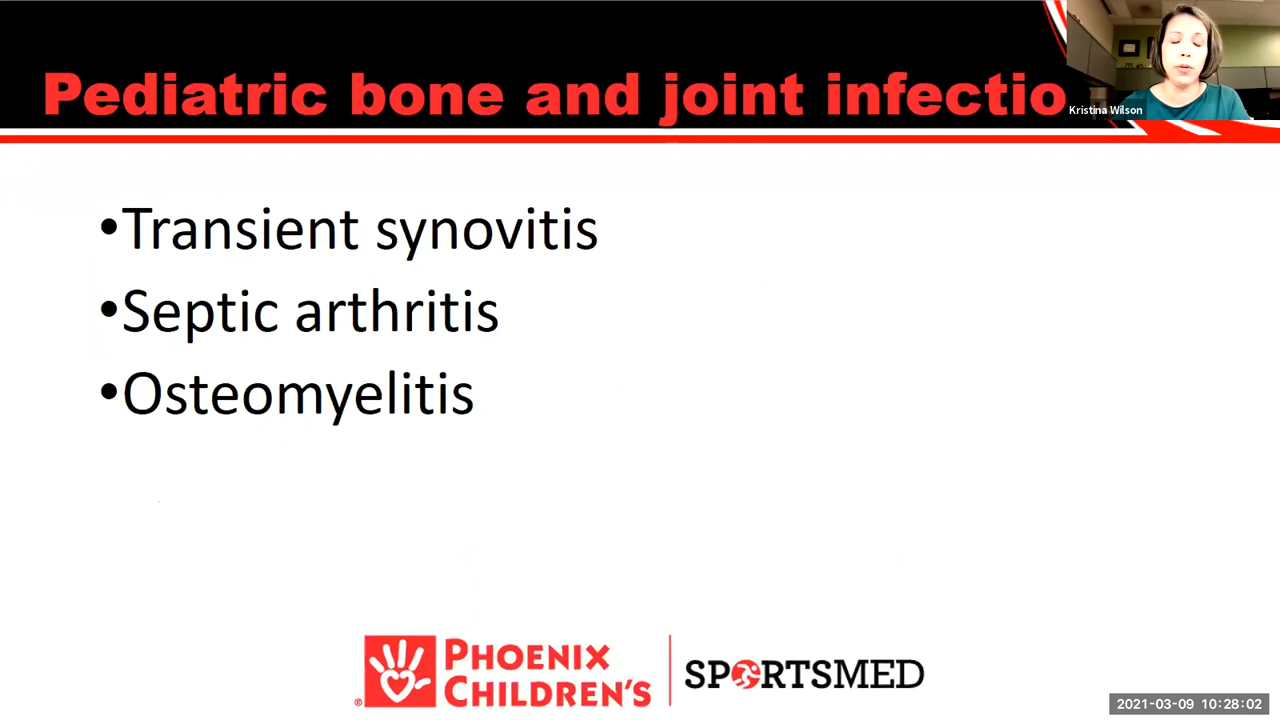 Pediatric bone and joint infectio
Kristina Wilson
•Transient synovitis
•Septic arthritis
•Osteomyelitis
PHOENIX
CHILDREN'S
®
SPORTSMED
2021-03-09 10:28:02